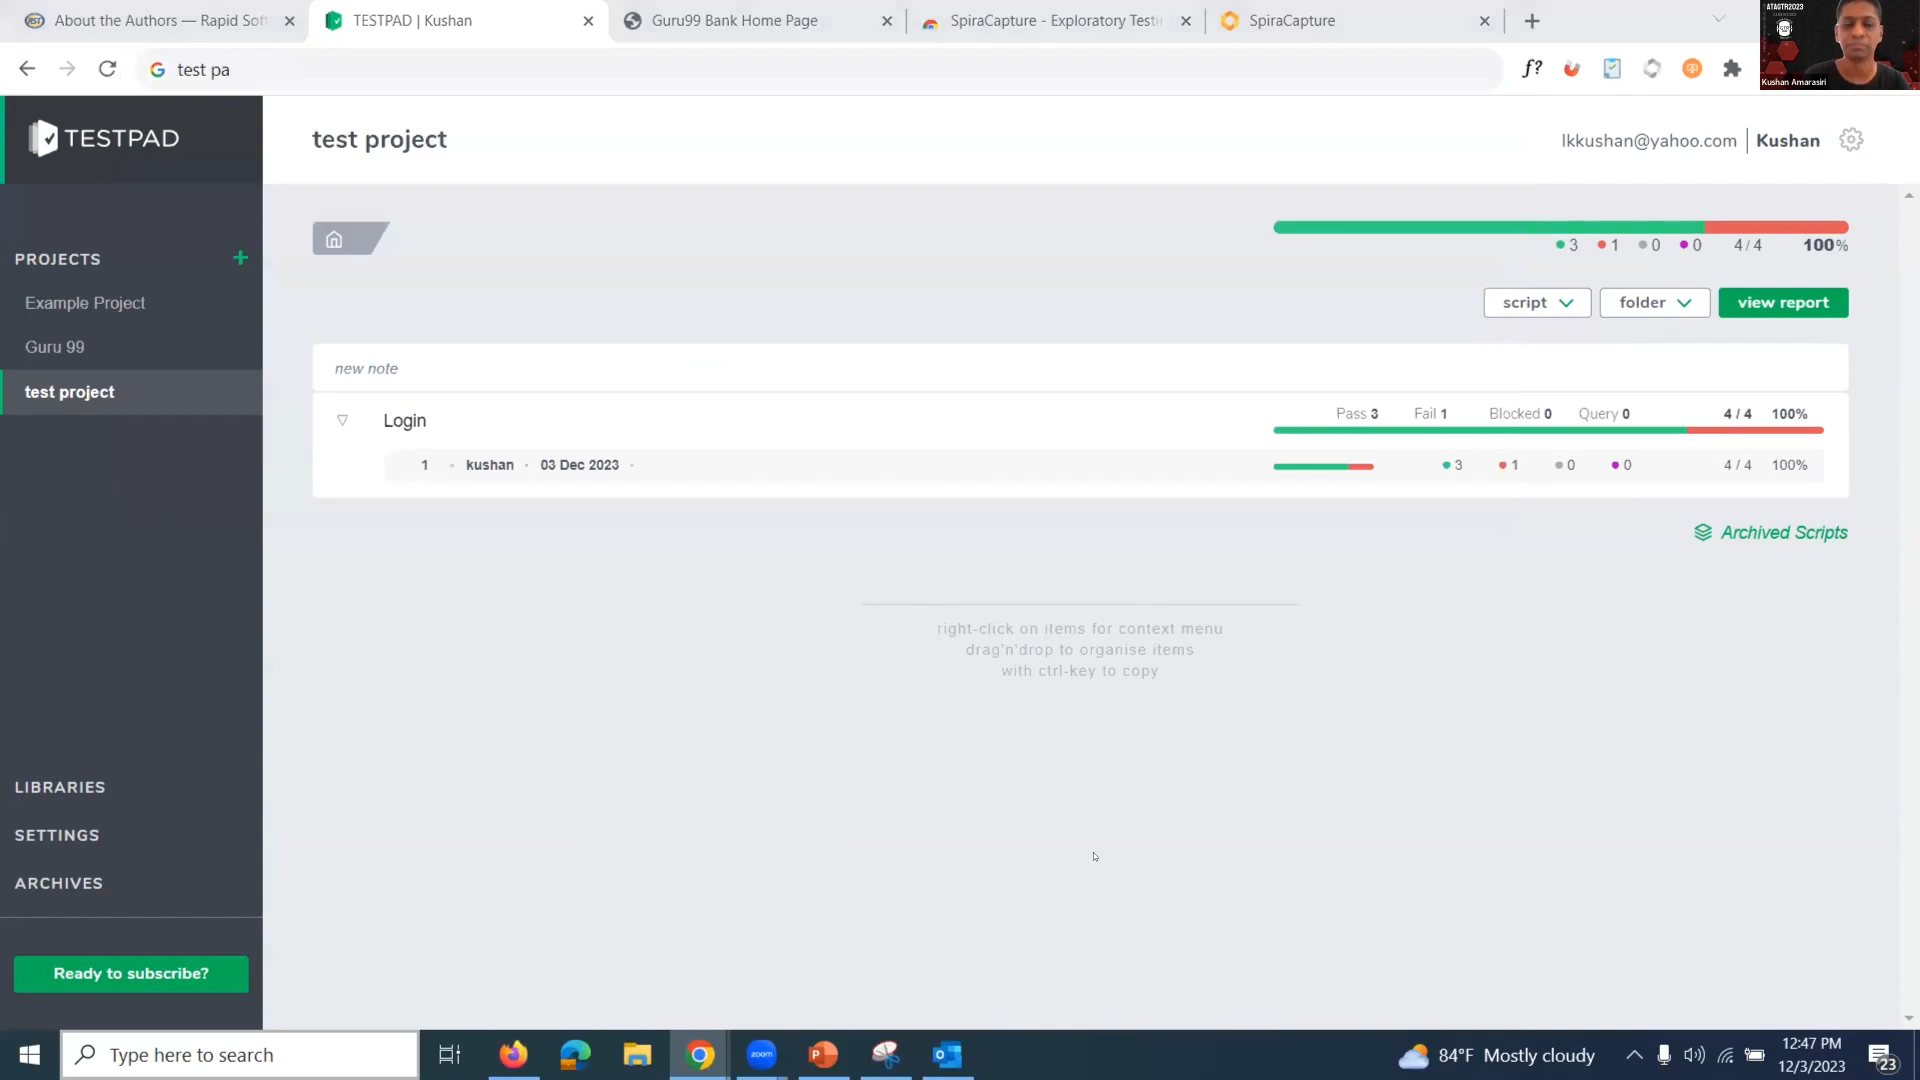 About the Authors — Rapid Sof
TESTPAD | Kushan
Guru99 Bank Home Page
SpiraCapture - Exploratory Testi
SpiraCapture
test pa
f?
ATAGTR2023
Kushan Amarasiri
TESTPAD
test project
lkkushan@yahoo.com
Kushan
PROJECTS
Example Project
Guru 99
test project
3 1 0 0 4 / 4 100%
script
folder
view report
new note
Login
Pass 3 Fail 1 Blocked 0 Query 0 4 / 4 100%
1 kushan 03 Dec 2023 3 1 0 0 4 / 4 100%
Archived Scripts
right-click on items for context menu
drag'n'drop to organise items
with ctrl-key to copy
LIBRARIES
SETTINGS
ARCHIVES
Ready to subscribe?
Type here to search
zoom
84°F Mostly cloudy
12:47 PM
12/3/2023
23